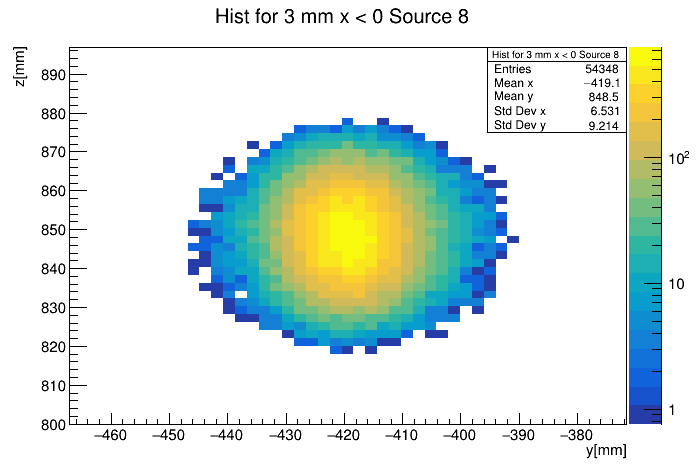 Hist for 3 mm x < 0 Source 8
z[mm]
890
880
870
860
850
840
830
820
810
800
−460 −450 −440 −430 −420 −410 −400 −390 −380
y[mm]
Hist for 3 mm x < 0 Source 8
Entries 54348
Mean x −419.1
Mean y 848.5
Std Dev x 6.531
Std Dev y 9.214
10²
10
1